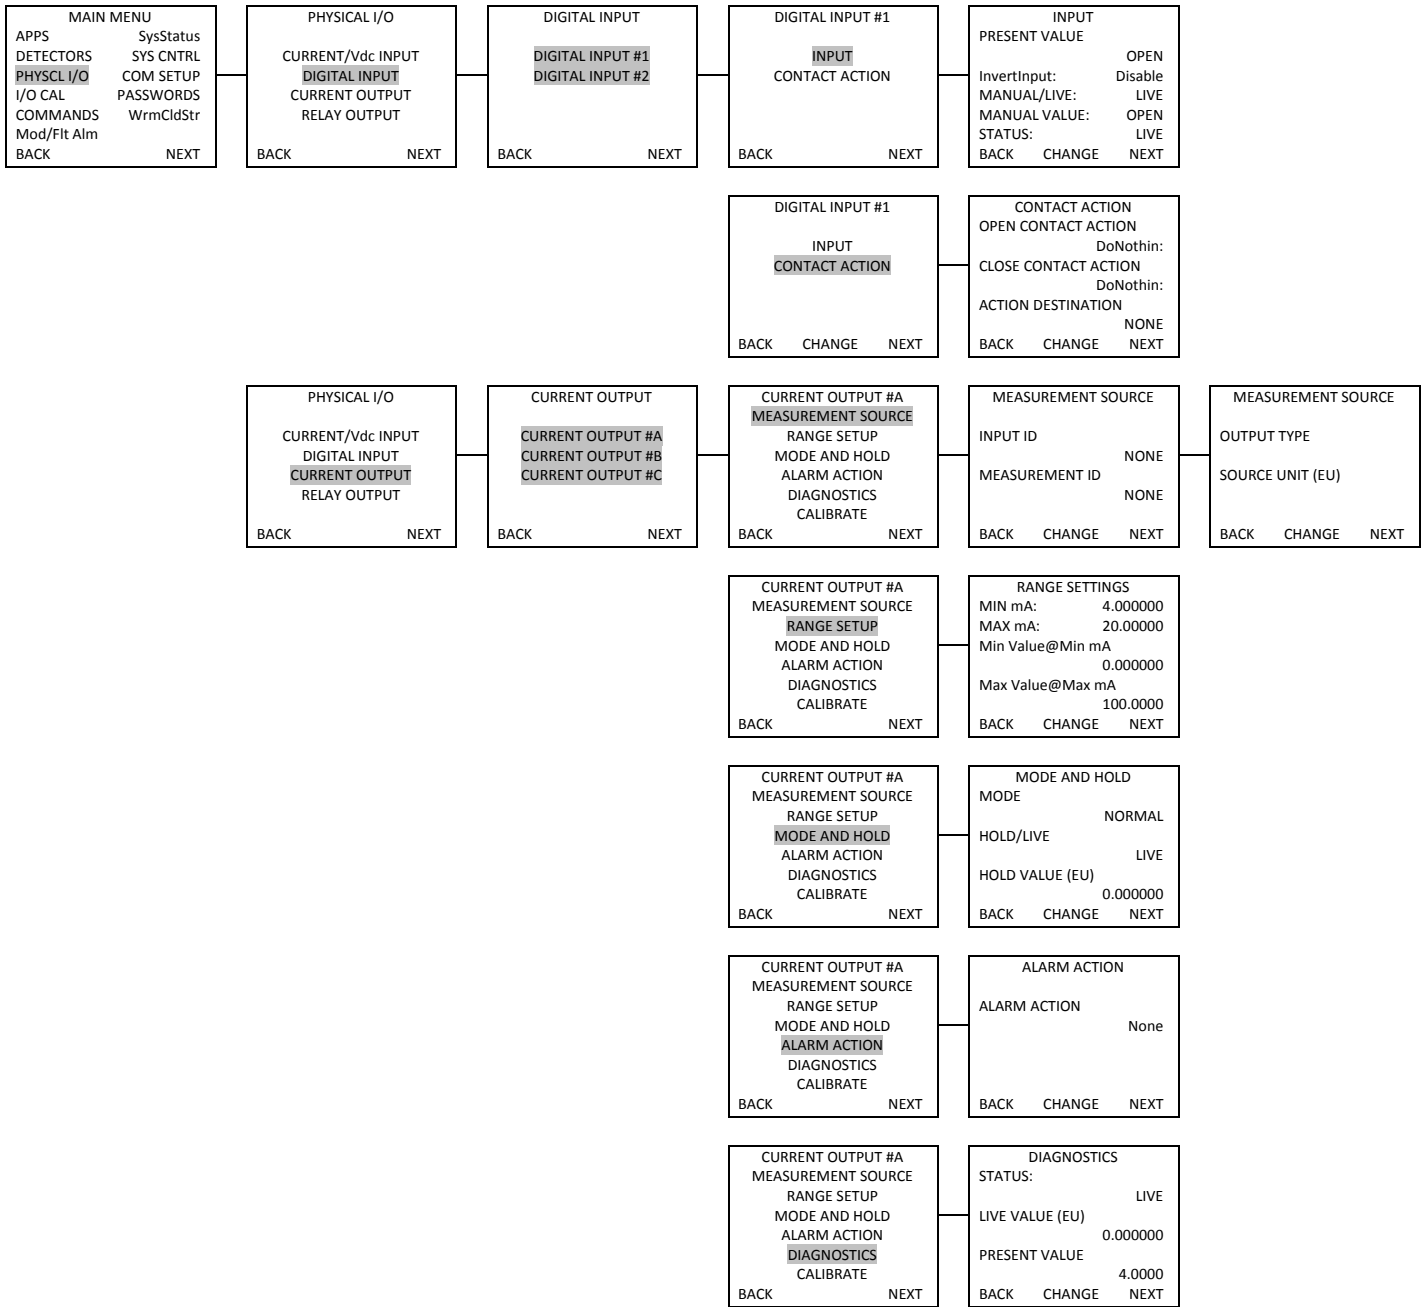 MAIN MENU
APPS SysStatus
DETECTORS SYS CNTRL
PHYSCL I/O COM SETUP
I/O CAL PASSWORDS
COMMANDS WrmCldStr
Mod/Flt Alm
BACK NEXT
PHYSICAL I/O
CURRENT/Vdc INPUT
DIGITAL INPUT
CURRENT OUTPUT
RELAY OUTPUT
BACK NEXT
DIGITAL INPUT
DIGITAL INPUT #1
DIGITAL INPUT #2
BACK NEXT
DIGITAL INPUT #1
INPUT
CONTACT ACTION
BACK NEXT
INPUT
PRESENT VALUE
OPEN
InvertInput: Disable
MANUAL/LIVE: LIVE
MANUAL VALUE: OPEN
STATUS: LIVE
BACK CHANGE NEXT
DIGITAL INPUT #1
INPUT
CONTACT ACTION
BACK CHANGE NEXT
CONTACT ACTION
OPEN CONTACT ACTION
DoNothin:
CLOSE CONTACT ACTION
DoNothin:
ACTION DESTINATION
NONE
BACK CHANGE NEXT
PHYSICAL I/O
CURRENT/Vdc INPUT
DIGITAL INPUT
CURRENT OUTPUT
RELAY OUTPUT
BACK NEXT
CURRENT OUTPUT
CURRENT OUTPUT #A
CURRENT OUTPUT #B
CURRENT OUTPUT #C
BACK NEXT
CURRENT OUTPUT #A
MEASUREMENT SOURCE
RANGE SETUP
MODE AND HOLD
ALARM ACTION
DIAGNOSTICS
CALIBRATE
BACK NEXT
MEASUREMENT SOURCE
INPUT ID
NONE
MEASUREMENT ID
NONE
BACK CHANGE NEXT
MEASUREMENT SOURCE
OUTPUT TYPE
SOURCE UNIT (EU)
BACK CHANGE NEXT
CURRENT OUTPUT #A
MEASUREMENT SOURCE
RANGE SETUP
MODE AND HOLD
ALARM ACTION
DIAGNOSTICS
CALIBRATE
BACK NEXT
RANGE SETTINGS
MIN mA: 4.000000
MAX mA: 20.00000
Min Value@Min mA
0.000000
Max Value@Max mA
100.0000
BACK CHANGE NEXT
CURRENT OUTPUT #A
MEASUREMENT SOURCE
RANGE SETUP
MODE AND HOLD
ALARM ACTION
DIAGNOSTICS
CALIBRATE
BACK NEXT
MODE AND HOLD
MODE
NORMAL
HOLD/LIVE
LIVE
HOLD VALUE (EU)
0.000000
BACK CHANGE NEXT
CURRENT OUTPUT #A
MEASUREMENT SOURCE
RANGE SETUP
MODE AND HOLD
ALARM ACTION
DIAGNOSTICS
CALIBRATE
BACK NEXT
ALARM ACTION
ALARM ACTION
None
BACK CHANGE NEXT
CURRENT OUTPUT #A
MEASUREMENT SOURCE
RANGE SETUP
MODE AND HOLD
ALARM ACTION
DIAGNOSTICS
CALIBRATE
BACK NEXT
DIAGNOSTICS
STATUS:
LIVE
LIVE VALUE (EU)
0.000000
PRESENT VALUE
4.0000
BACK CHANGE NEXT